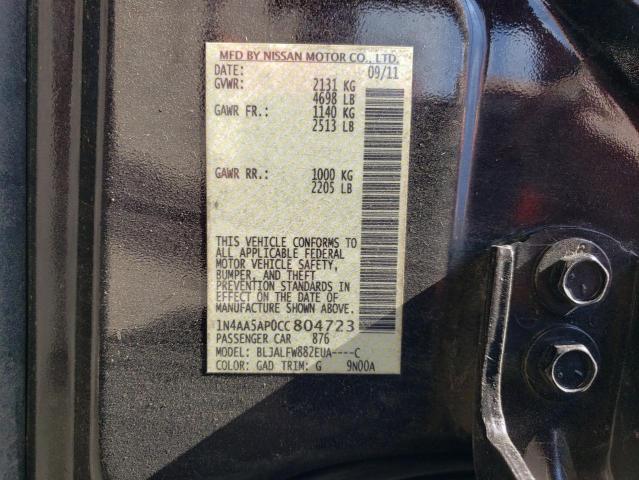 MFD BY NISSAN MOTOR CO., LTD.
DATE: 09/11
GVWR: 2131 KG
4698 LB
GAWR FR.: 1140 KG
2513 LB
GAWR RR.: 1000 KG
2205 LB
THIS VEHICLE CONFORMS TO
ALL APPLICABLE FEDERAL
MOTOR VEHICLE SAFETY,
BUMPER, AND THEFT
PREVENTION STANDARDS IN
EFFECT ON THE DATE OF
MANUFACTURE SHOWN ABOVE.
1N4AA5AP0CC804723
PASSENGER CAR 876
MODEL: BLJALFW882EUA----C
COLOR: GAD TRIM: G 9N00A